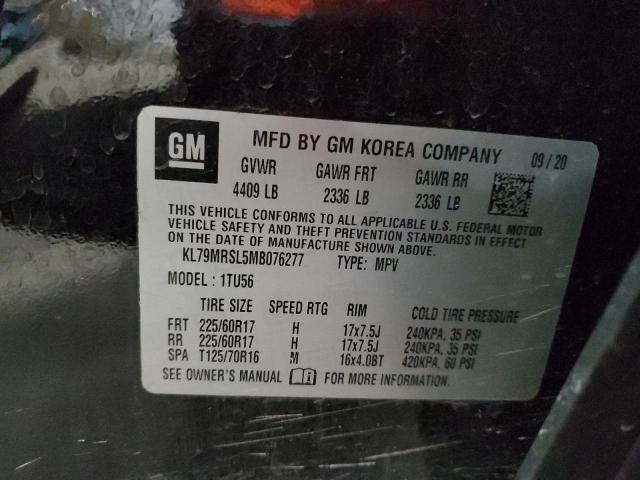 GM MFD BY GM KOREA COMPANY 09/20
GVWR GAWR FRT GAWR RR
4409 LB 2336 LB 2336 LB
THIS VEHICLE CONFORMS TO ALL APPLICABLE U.S. FEDERAL MOTOR
VEHICLE SAFETY AND THEFT PREVENTION STANDARDS IN EFFECT
ON THE DATE OF MANUFACTURE SHOWN ABOVE.
KL79MRSL5MB076277 TYPE: MPV
MODEL: 1TU56
TIRE SIZE SPEED RTG RIM COLD TIRE PRESSURE
FRT 225/60R17 H 17x7.5J 240KPA, 35 PSI
RR 225/60R17 H 17x7.5J 240KPA, 35 PSI
SPA T125/70R16 M 16x4.0BT 420KPA, 60 PSI
SEE OWNER'S MANUAL FOR MORE INFORMATION.